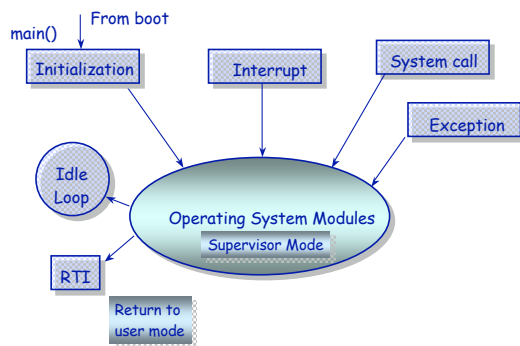 From boot
main()
Initialization
Interrupt
System call
Exception
Idle
Loop
Operating System Modules
Supervisor Mode
RTI
Return to
user mode